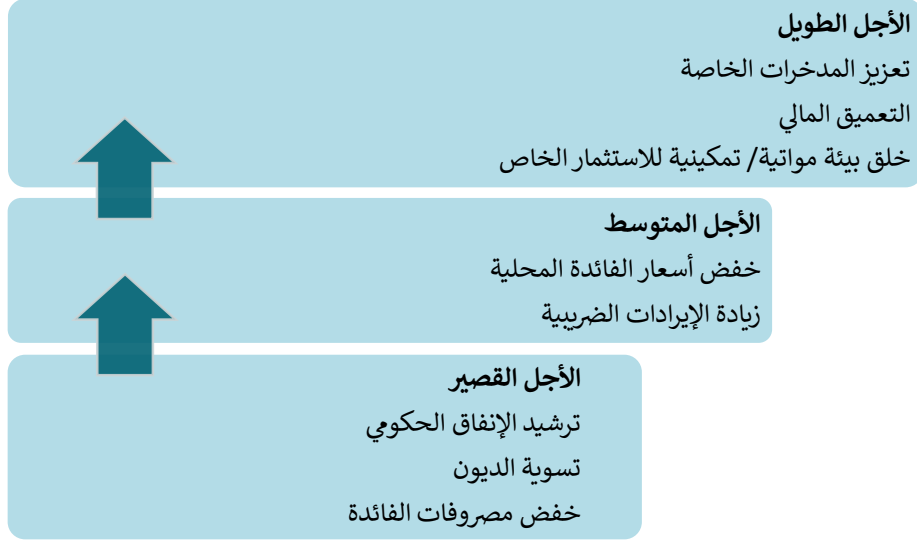 الأجل الطويل
تعزيز المدخرات الخاصة
التعميق المالي
خلق بيئة مواتية/ تمكينية للاستثمار الخاص
الأجل المتوسط
خفض أسعار الفائدة المحلية
زيادة الإيرادات الضريبية
الأجل القصير
ترشيد الإنفاق الحكومي
تسوية الديون
خفض مصروفات الفائدة